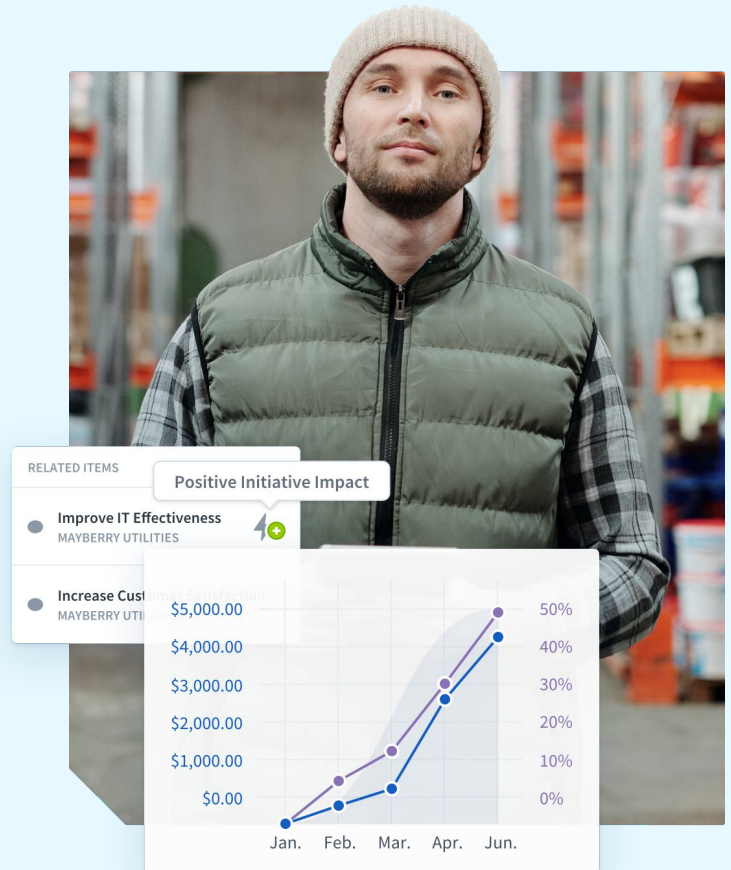 RELATED ITEMS
Positive Initiative Impact
Improve IT Effectiveness
MAYBERRY UTILITIES
Increase Customer Satisfaction
MAYBERRY UTILITIES
$5,000.00
50%
$4,000.00
40%
$3,000.00
30%
$2,000.00
20%
$1,000.00
10%
$0.00
0%
Jan. Feb. Mar. Apr. Jun.